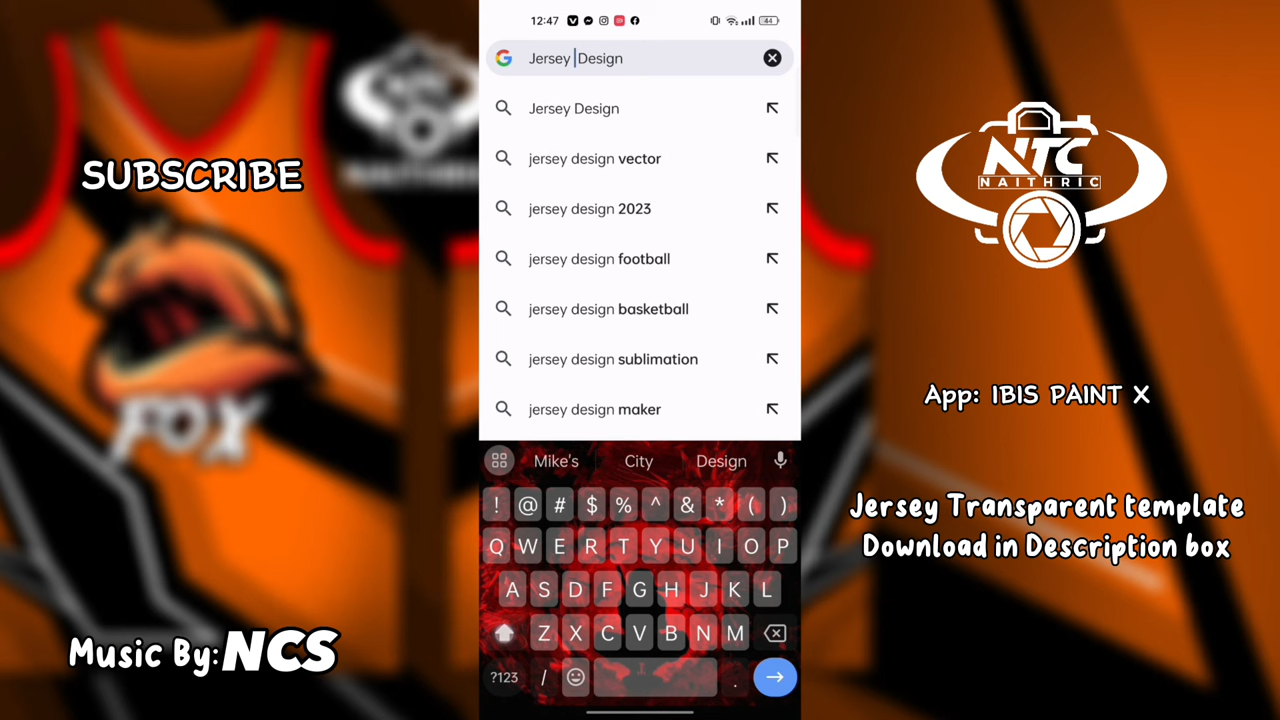 SUBSCRIBE
FOX
Music By: NCS
12:47
44
Jersey Design
Jersey Design
jersey design vector
jersey design 2023
jersey design football
jersey design basketball
jersey design sublimation
jersey design maker
Mike's City Design
! @ # $ % ^ & * ( )
Q W E R T Y U I O P
A S D F G H J K L
Z X C V B N M
?123 / .
NTC
NAITHRIC
App: IBIS PAINT X
Jersey Transparent template
Download in Description box